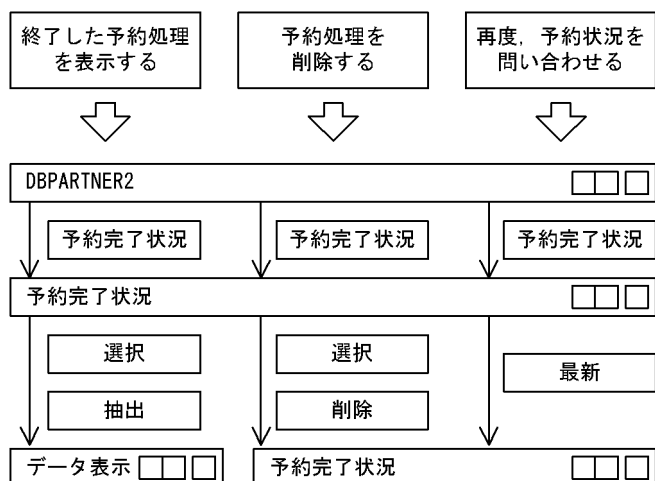 終了した予約処理
を表示する
予約処理を
削除する
再度，予約状況を
問い合わせる
DBPARTNER2
予約完了状況
予約完了状況
予約完了状況
予約完了状況
選択
選択
最新
抽出
削除
データ表示
予約完了状況